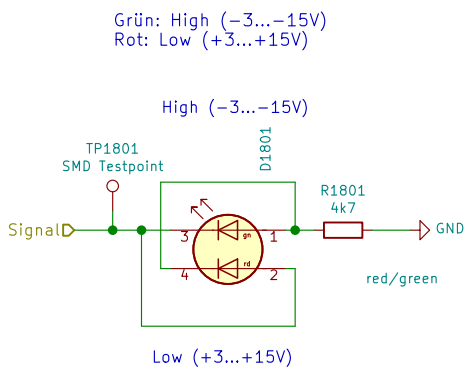 Grün: High (−3...−15V)
Rot: Low (+3...+15V)
High (−3...−15V)
D1801
TP1801
SMD Testpoint
R1801
4k7
Signal
3
gn
1
GND
4
rd
2
red/green
Low (+3...+15V)